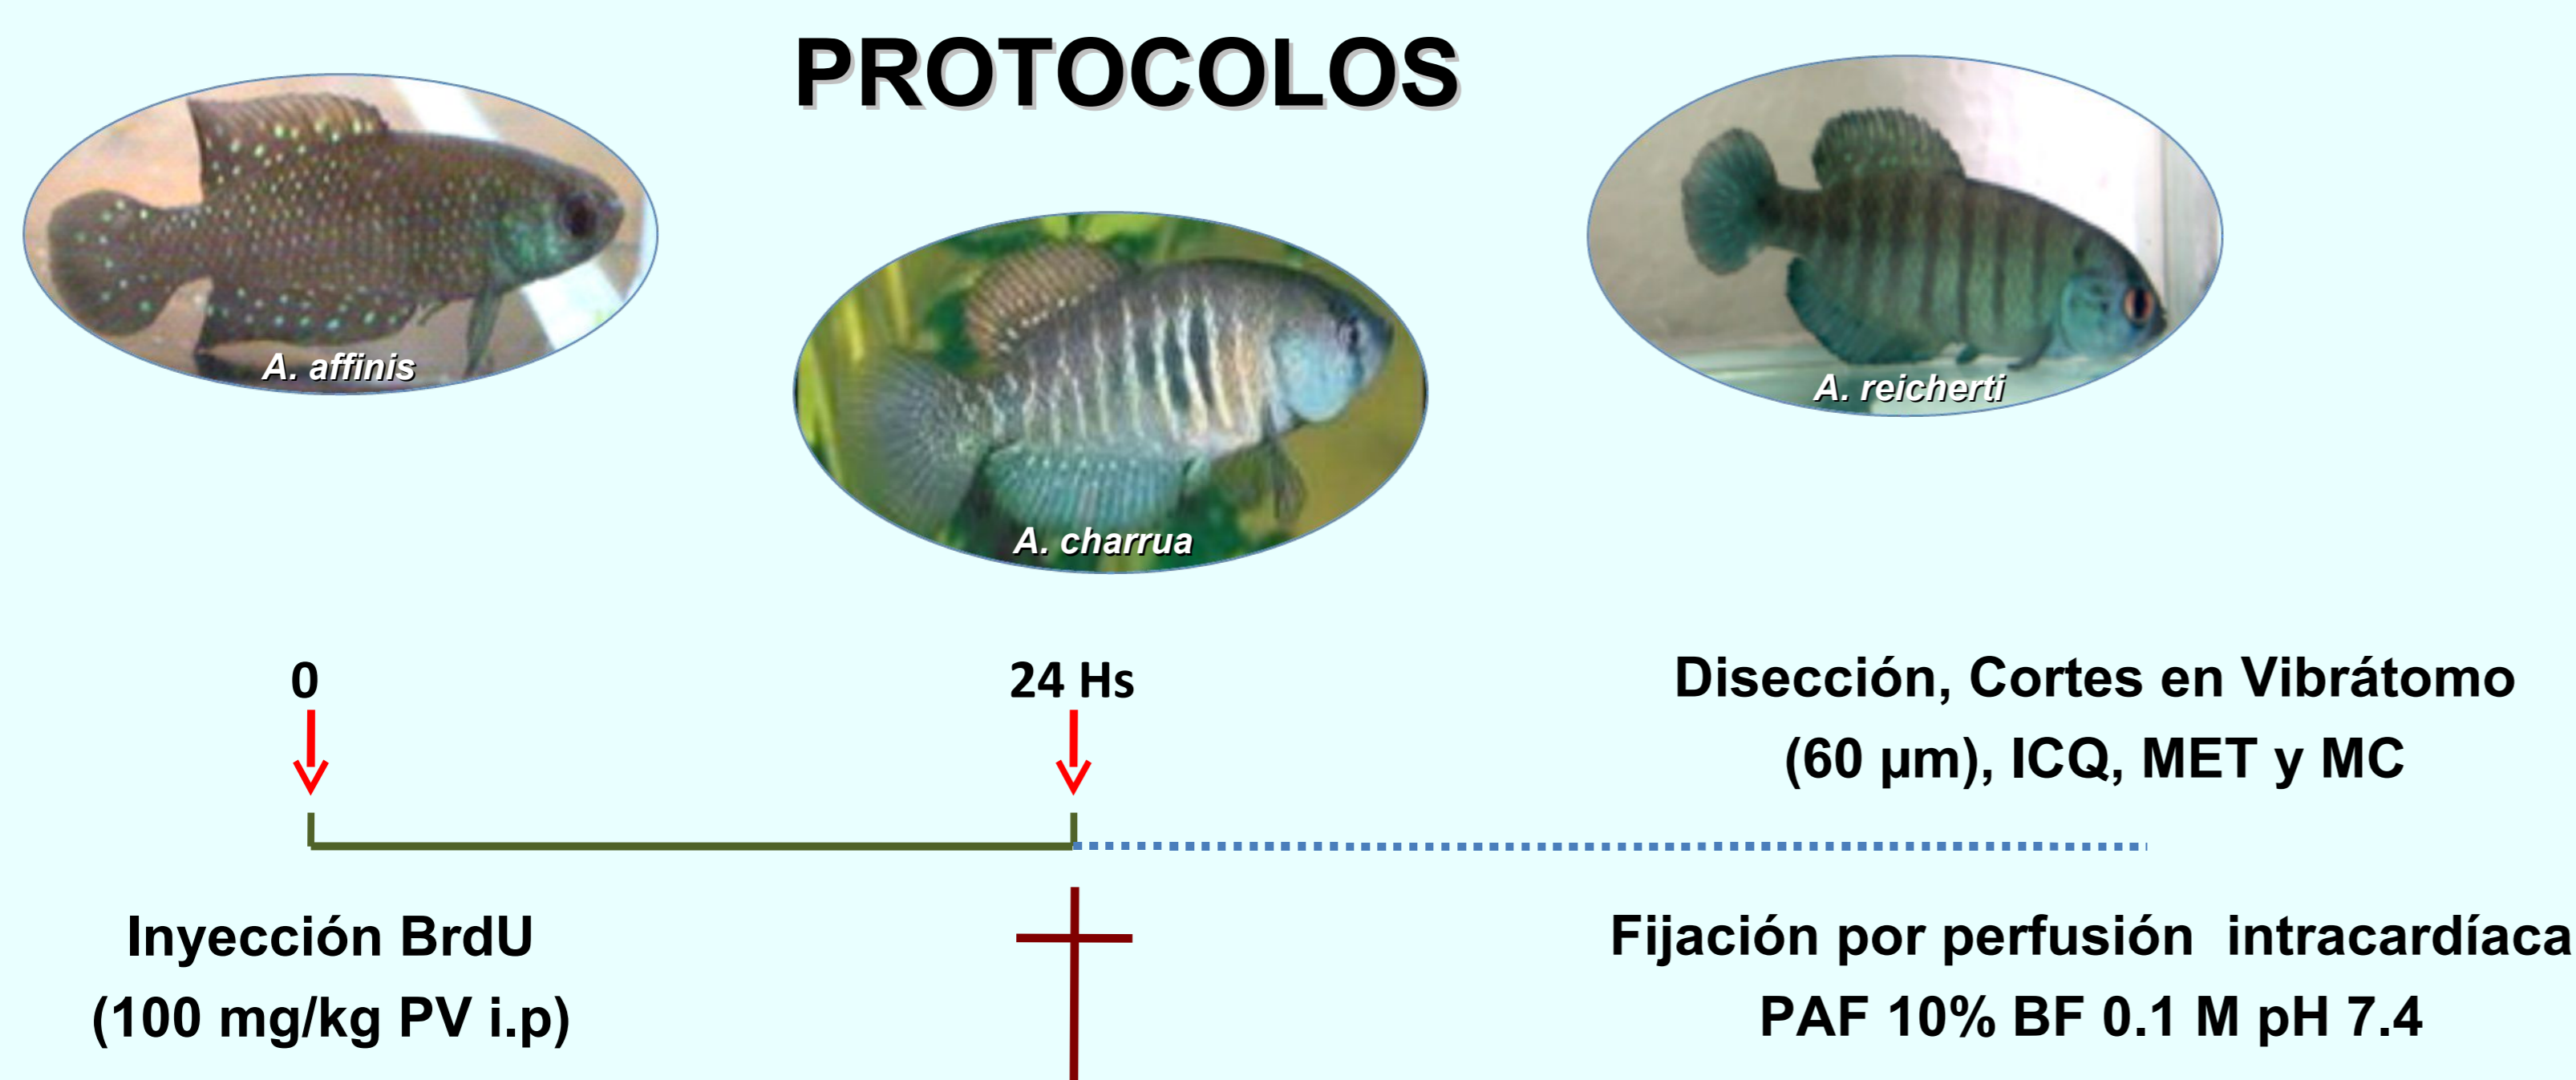 PROTOCOLOS
A. affinis
A. charrua
A. reicherti
0
24 Hs
Disección, Cortes en Vibrátomo
(60 µm), ICQ, MET y MC
Inyección BrdU
(100 mg/kg PV i.p)
Fijación por perfusión intracardíaca
PAF 10% BF 0.1 M pH 7.4